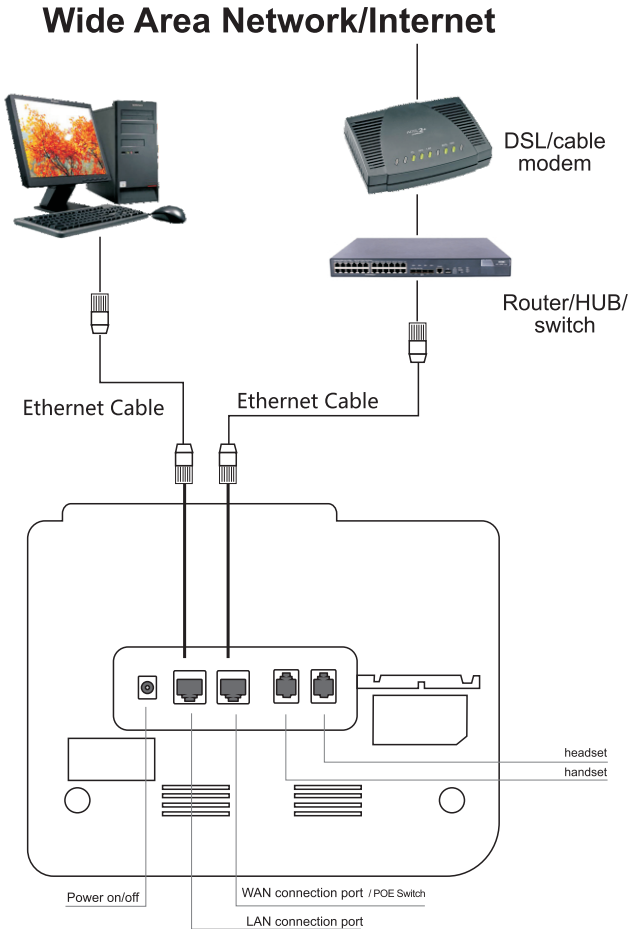 Wide Area Network/Internet
DSL/cable
modem
Router/HUB/
switch
Ethernet Cable
Ethernet Cable
headset
handset
Power on/off
WAN connection port / POE Switch
LAN connection port